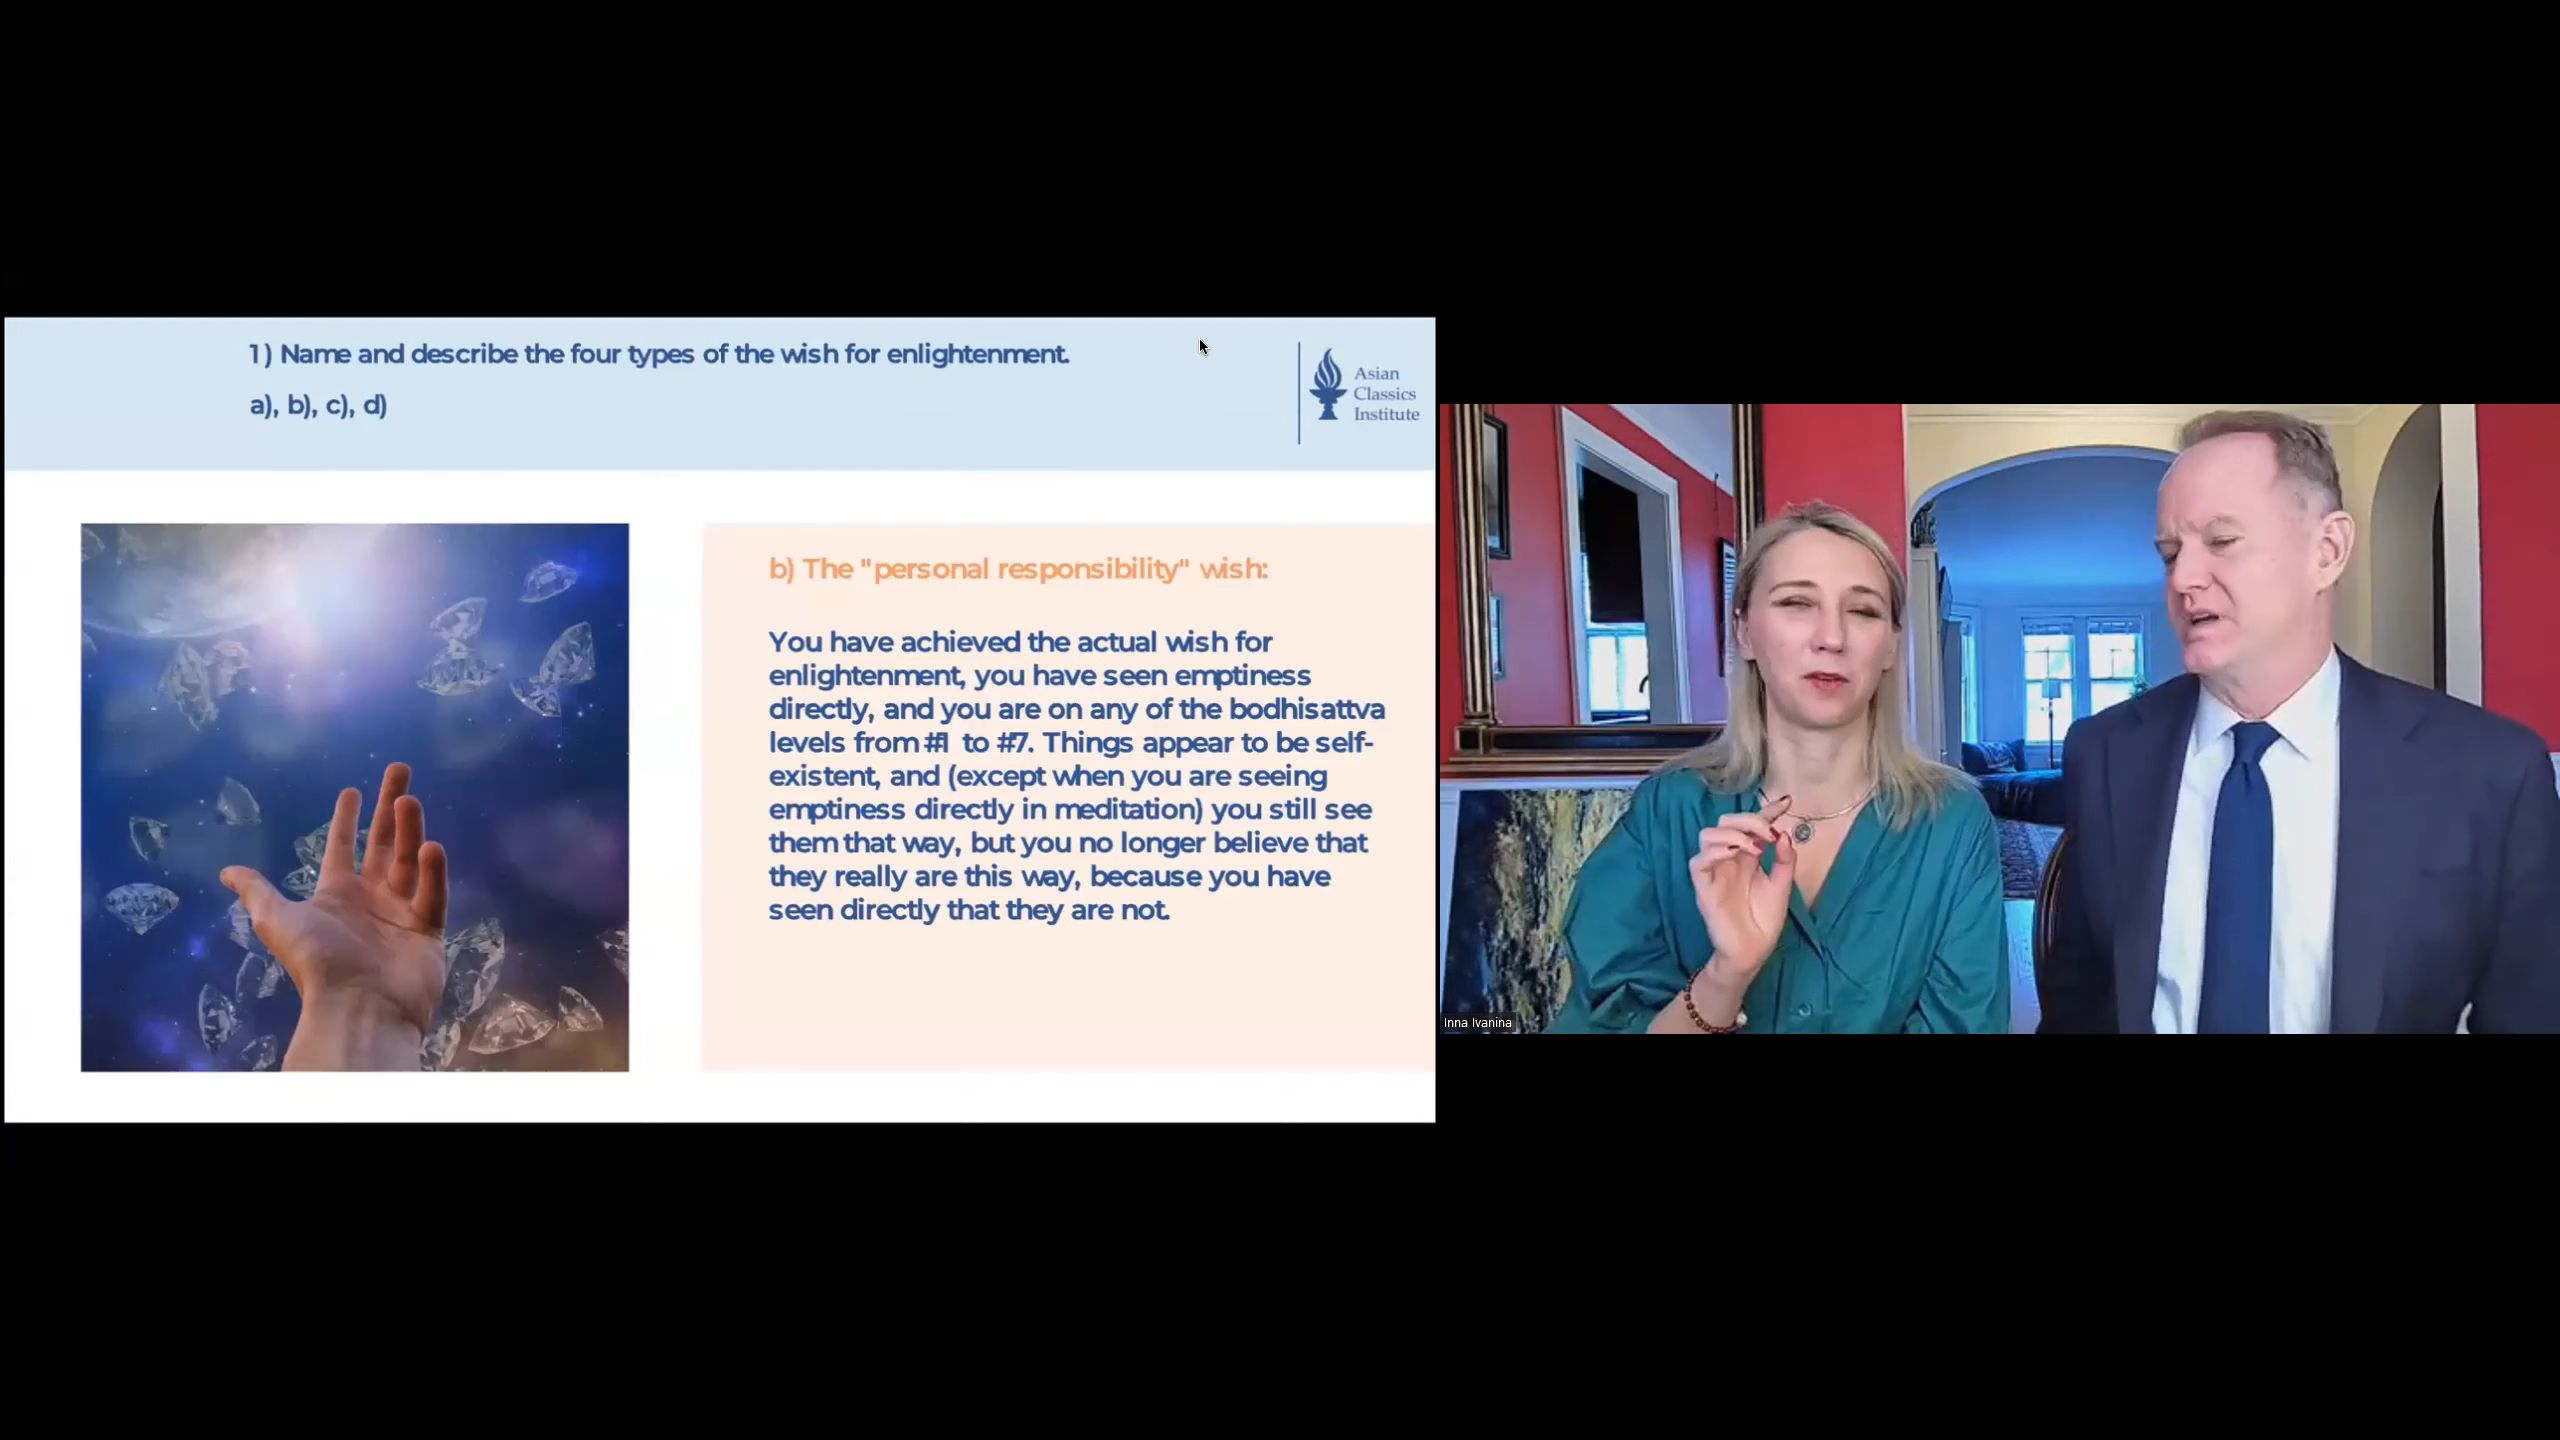 1) Name and describe the four types of the wish for enlightenment.
a), b), c), d)
Asian
Classics
Institute
b) The "personal responsibility" wish:
You have achieved the actual wish for
enlightenment, you have seen emptiness
directly, and you are on any of the bodhisattva
levels from #1 to #7. Things appear to be self-
existent, and (except when you are seeing
emptiness directly in meditation) you still see
them that way, but you no longer believe that
they really are this way, because you have
seen directly that they are not.
Inna Ivanina